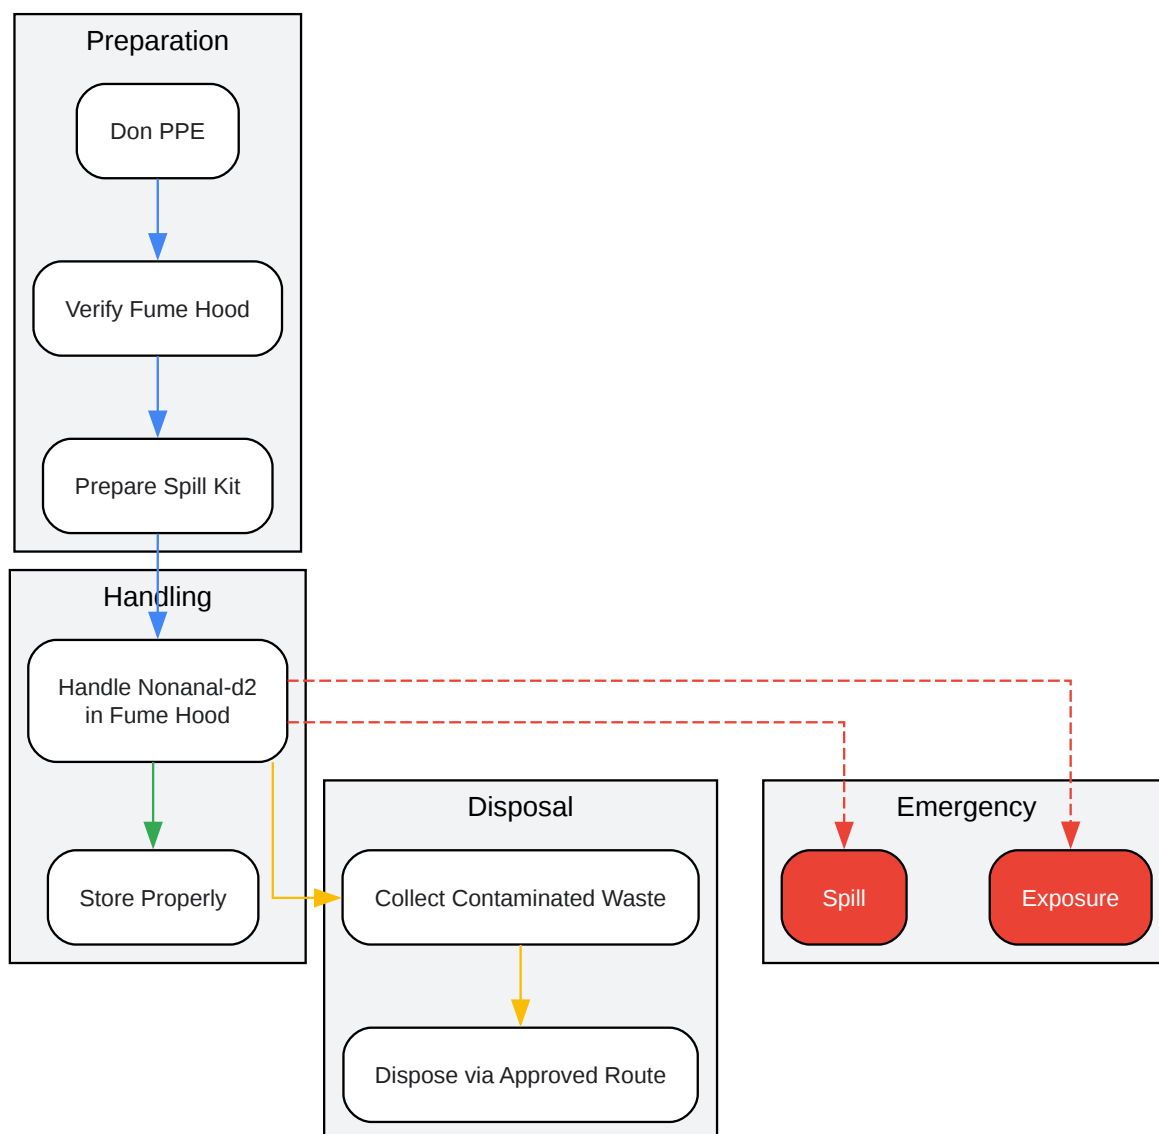 Preparation
Don PPE
Verify Fume Hood
Prepare Spill Kit
Handling
Handle Nonanal-d2
in Fume Hood
Store Properly
Disposal
Collect Contaminated Waste
Dispose via Approved Route
Emergency
Spill
Exposure